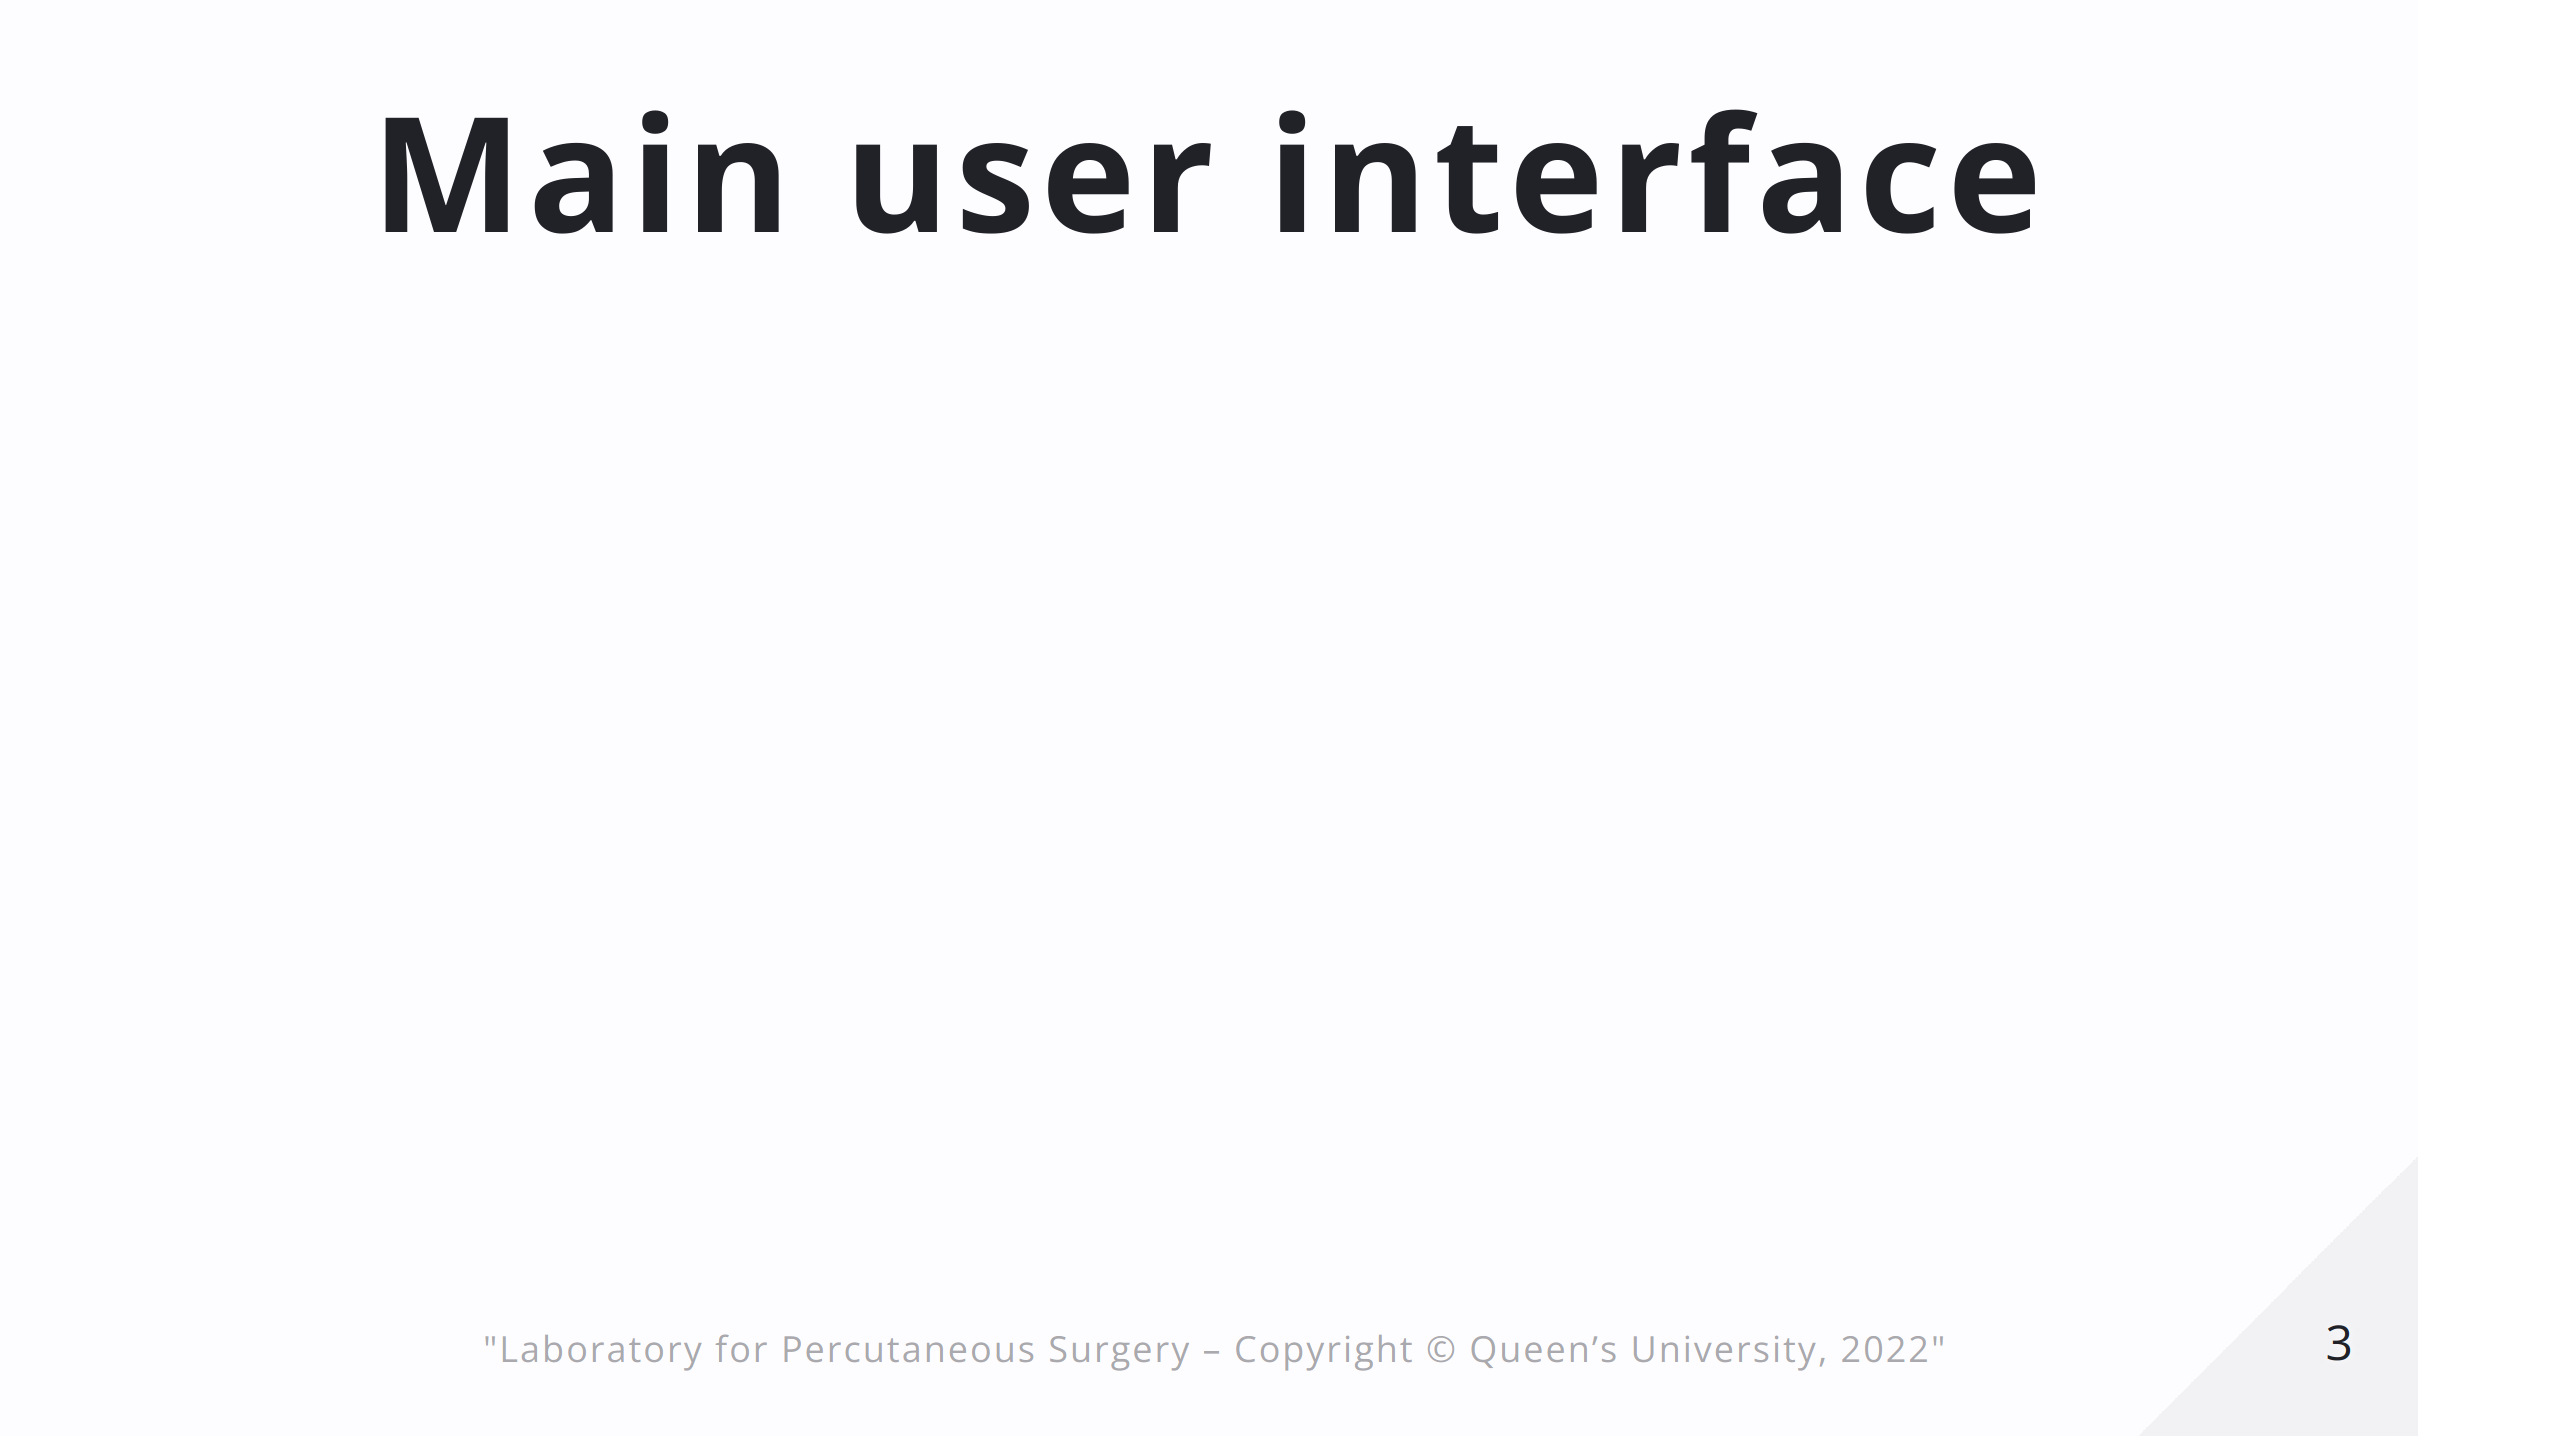 Main user interface
"Laboratory for Percutaneous Surgery – Copyright © Queen’s University, 2022"
3